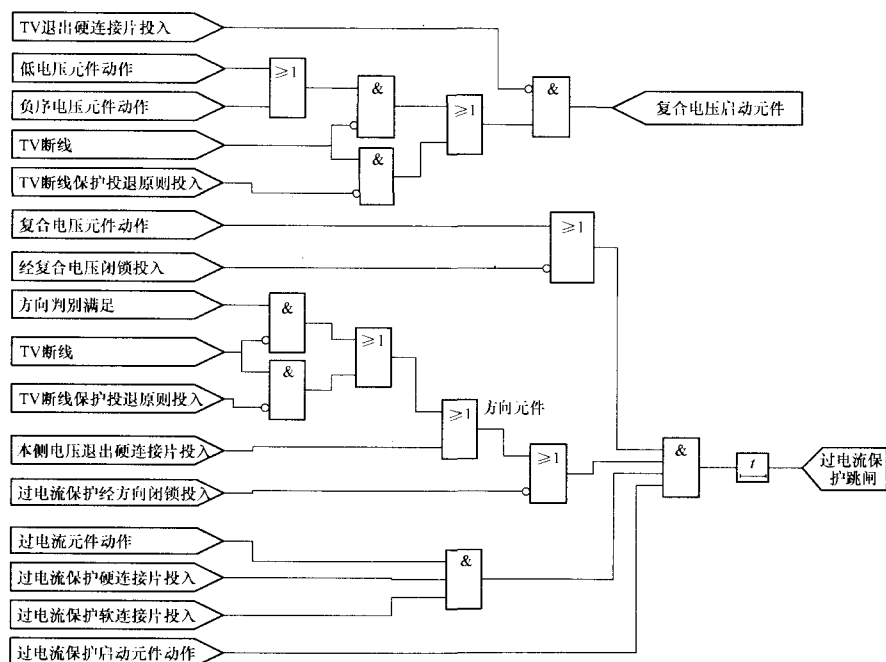 TV退出硬连接片投入
低电压元件动作
≥1
&
负序电压元件动作
≥1
&
复合电压启动元件
TV断线
&
TV断线保护投退原则投入
复合电压元件动作
≥1
经复合电压闭锁投入
方向判别满足
&
TV断线
≥1
&
TV断线保护投退原则投入
≥1
方向元件
本侧电压退出硬连接片投入
≥1
&
t
过电流保
护跳闸
过电流保护经方向闭锁投入
过电流元件动作
&
过电流保护硬连接片投入
过电流保护软连接片投入
过电流保护启动元件动作